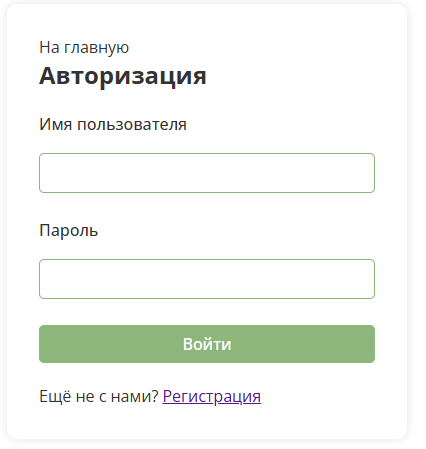 На главную
Авторизация
Имя пользователя
Пароль
Войти
Ещё не с нами? Регистрация